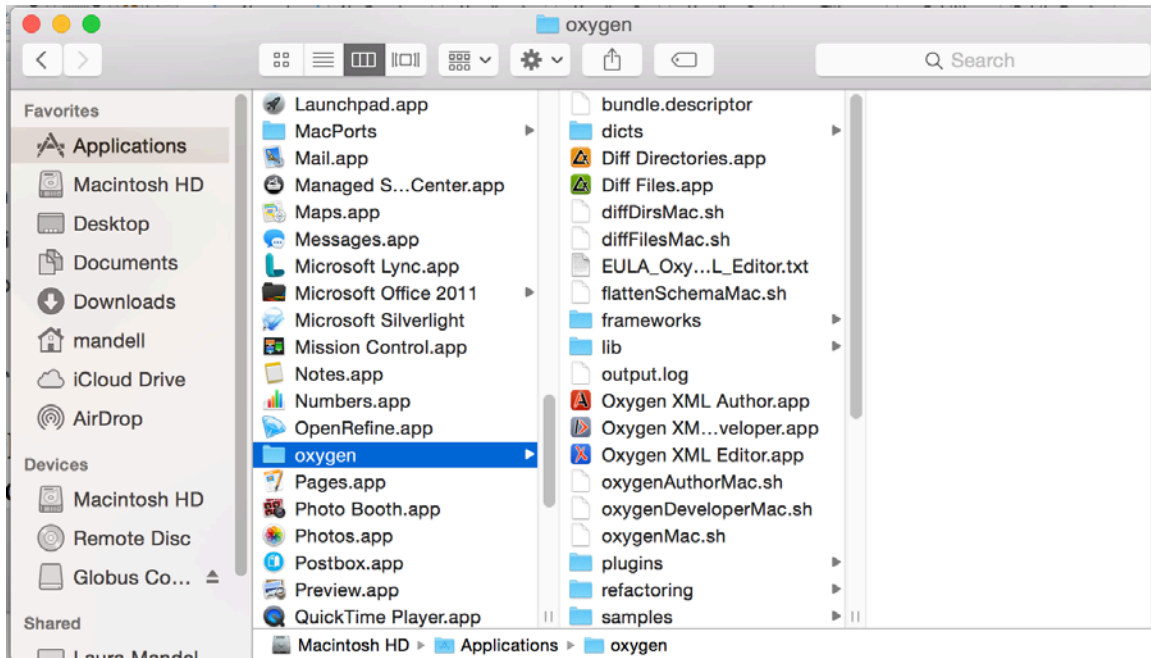 oxygen
Search
Favorites
Applications
Macintosh HD
Desktop
Documents
Downloads
mandell
iCloud Drive
AirDrop
Devices
Macintosh HD
Remote Disc
Globus Co...
Shared
Laura Mandel
Launchpad.app
MacPorts
Mail.app
Managed S...Center.app
Maps.app
Messages.app
Microsoft Lync.app
Microsoft Office 2011
Microsoft Silverlight
Mission Control.app
Notes.app
Numbers.app
OpenRefine.app
oxygen
Pages.app
Photo Booth.app
Photos.app
Postbox.app
Preview.app
QuickTime Player.app
bundle.descriptor
dicts
Diff Directories.app
Diff Files.app
diffDirsMac.sh
diffFilesMac.sh
EULA_Oxy...L_Editor.txt
flattenSchemaMac.sh
frameworks
lib
output.log
Oxygen XML Author.app
Oxygen XM...veloper.app
Oxygen XML Editor.app
oxygenAuthorMac.sh
oxygenDeveloperMac.sh
oxygenMac.sh
plugins
refactoring
samples
Macintosh HD ▸ Applications ▸ oxygen